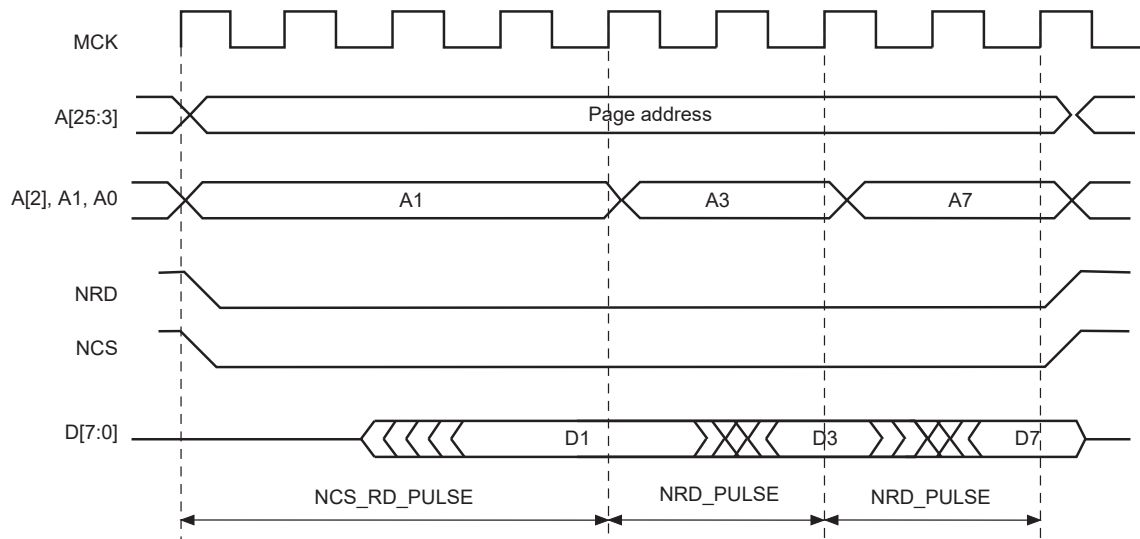 MCK
A[25:3]
Page address
A[2], A1, A0
A1
A3
A7
NRD
NCS
D[7:0]
D1
D3
D7
NCS_RD_PULSE
NRD_PULSE
NRD_PULSE